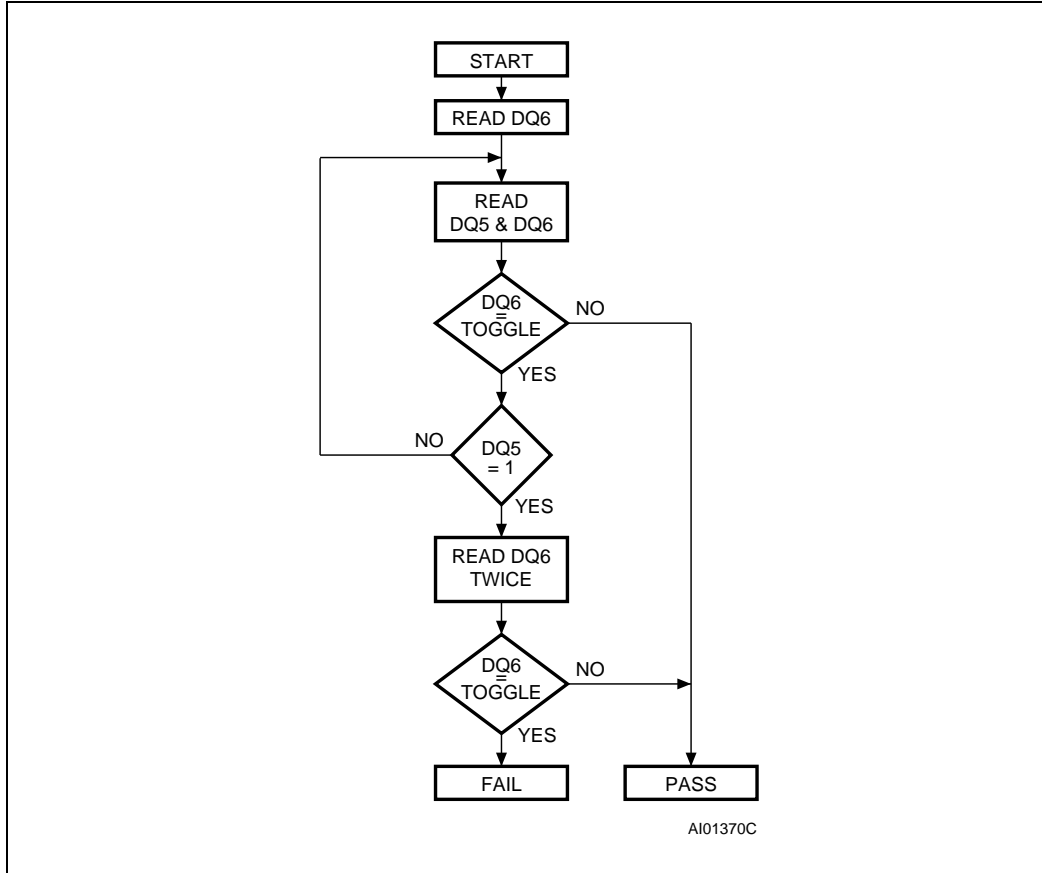 START
READ DQ6
READ
DQ5 & DQ6
DQ6
=
TOGGLE
NO
YES
NO
DQ5
= 1
YES
READ DQ6
TWICE
DQ6
=
TOGGLE
NO
YES
FAIL
PASS
AI01370C